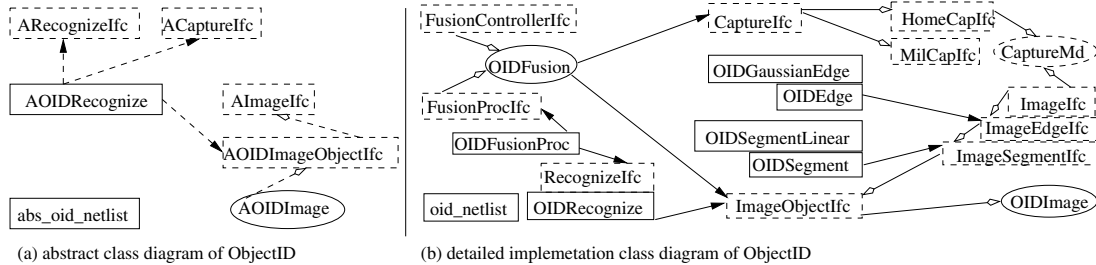 ARecognizeIfc
ACaptureIfc
AOIDRecognize
AImageIfc
AOIDImageObjectIfc
abs_oid_netlist
AOIDImage
(a) abstract class diagram of ObjectID
FusionControllerIfc
CaptureIfc
HomeCapIfc
OIDFusion
MilCapIfc
CaptureMd
OIDGaussianEdge
OIDEdge
FusionProcIfc
ImageIfc
ImageEdgeIfc
OIDFusionProc
OIDSegmentLinear
OIDSegment
ImageSegmentIfc
RecognizeIfc
oid_netlist
OIDRecognize
ImageObjectIfc
OIDImage
(b) detailed implemetation class diagram of ObjectID